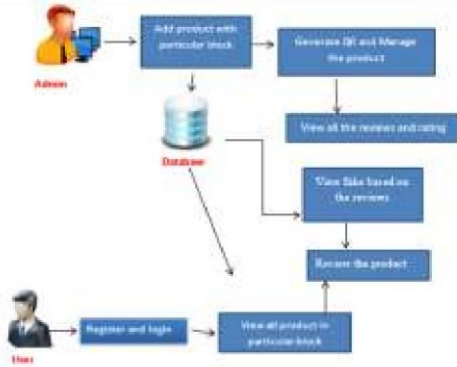 Add product with
particular block
Generate QR and Manage
the product
Admin
View all the reviews and rating
Database
View fake based on
the reviews
Review the product
Register and login
View all product in
particular block
User